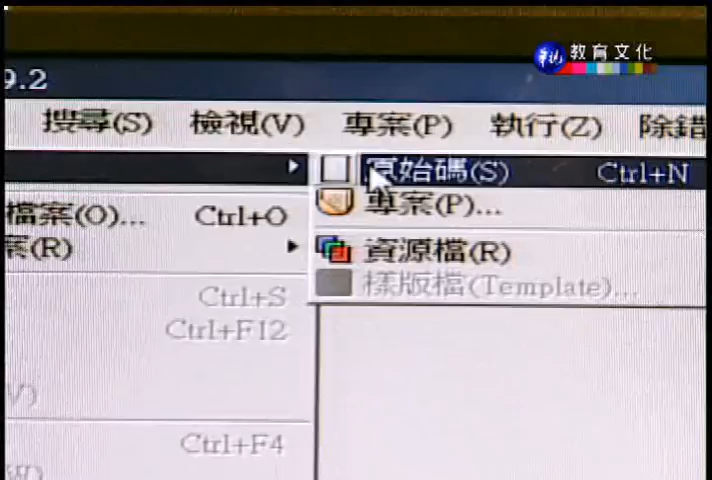 華視 教育文化
9.2
搜尋(S) 檢視(V) 專案(P) 執行(Z) 除錯
原始碼(S) Ctrl+N
檔案(O)... Ctrl+O
專案(P)...
案(R)
資源檔(R)
樣版檔(Template)...
Ctrl+S
Ctrl+F12
V)
Ctrl+F4
W)